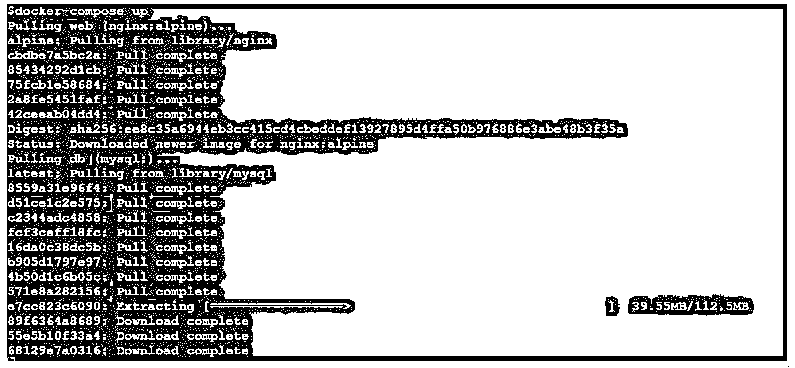 $docker-compose up
Pulling web (nginx:alpine)...
alpine: Pulling from library/nginx
cbdbe7a5bc2a: Pull complete
85434292d1cb: Pull complete
75fcb1e58684: Pull complete
2a8fe5451faf: Pull complete
42ceeab04dd4: Pull complete
Digest: sha256:ee8c35a6944eb3cc415cd4cbeddef13927895d4ffa50b976886e3abe48b3f35a
Status: Downloaded newer image for nginx:alpine
Pulling db (mysql:)...
latest: Pulling from library/mysql
8559a31e96f4: Pull complete
d51ce1c2e575: Pull complete
c2344adc4858: Pull complete
fcf3ceff18fc: Pull complete
16da0c38dc5b: Pull complete
b905d1797e97: Pull complete
4b50d1c6b05c: Pull complete
571e8a282156: Pull complete
e7cc823c6090: Extracting [==================> ] 39.55MB/112.5MB
89f6364a8689: Download complete
55e5b10f33a4: Download complete
68129e7a0316: Download complete